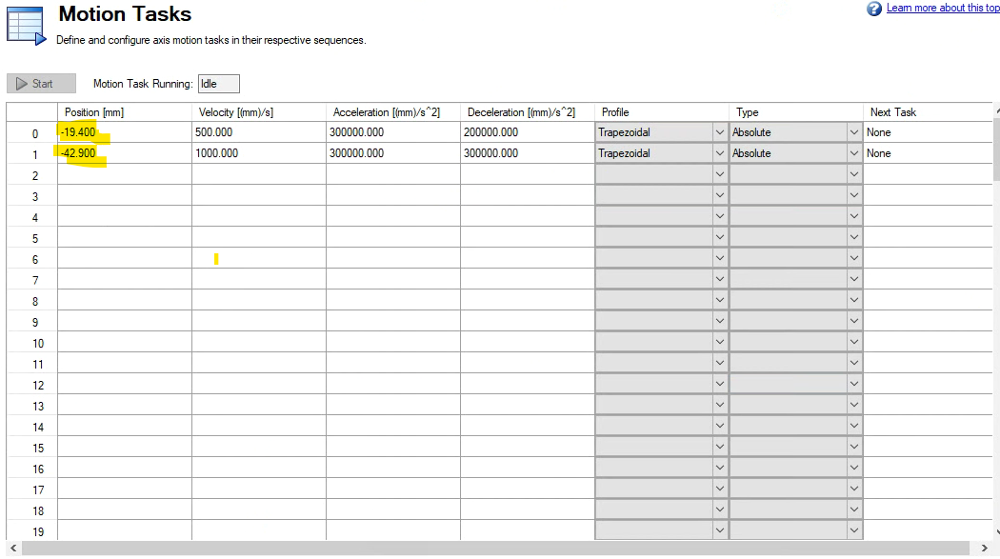 Motion Tasks
Learn more about this top
Define and configure axis motion tasks in their respective sequences.
Start Motion Task Running: Idle
Position [mm] Velocity [(mm)/s] Acceleration [(mm)/s^2] Deceleration [(mm)/s^2] Profile Type Next Task
0 -19.400 500.000 300000.000 200000.000 Trapezoidal Absolute None
1 -42.900 1000.000 300000.000 300000.000 Trapezoidal Absolute None
2
3
4
5
6
7
8
9
10
11
12
13
14
15
16
17
18
19